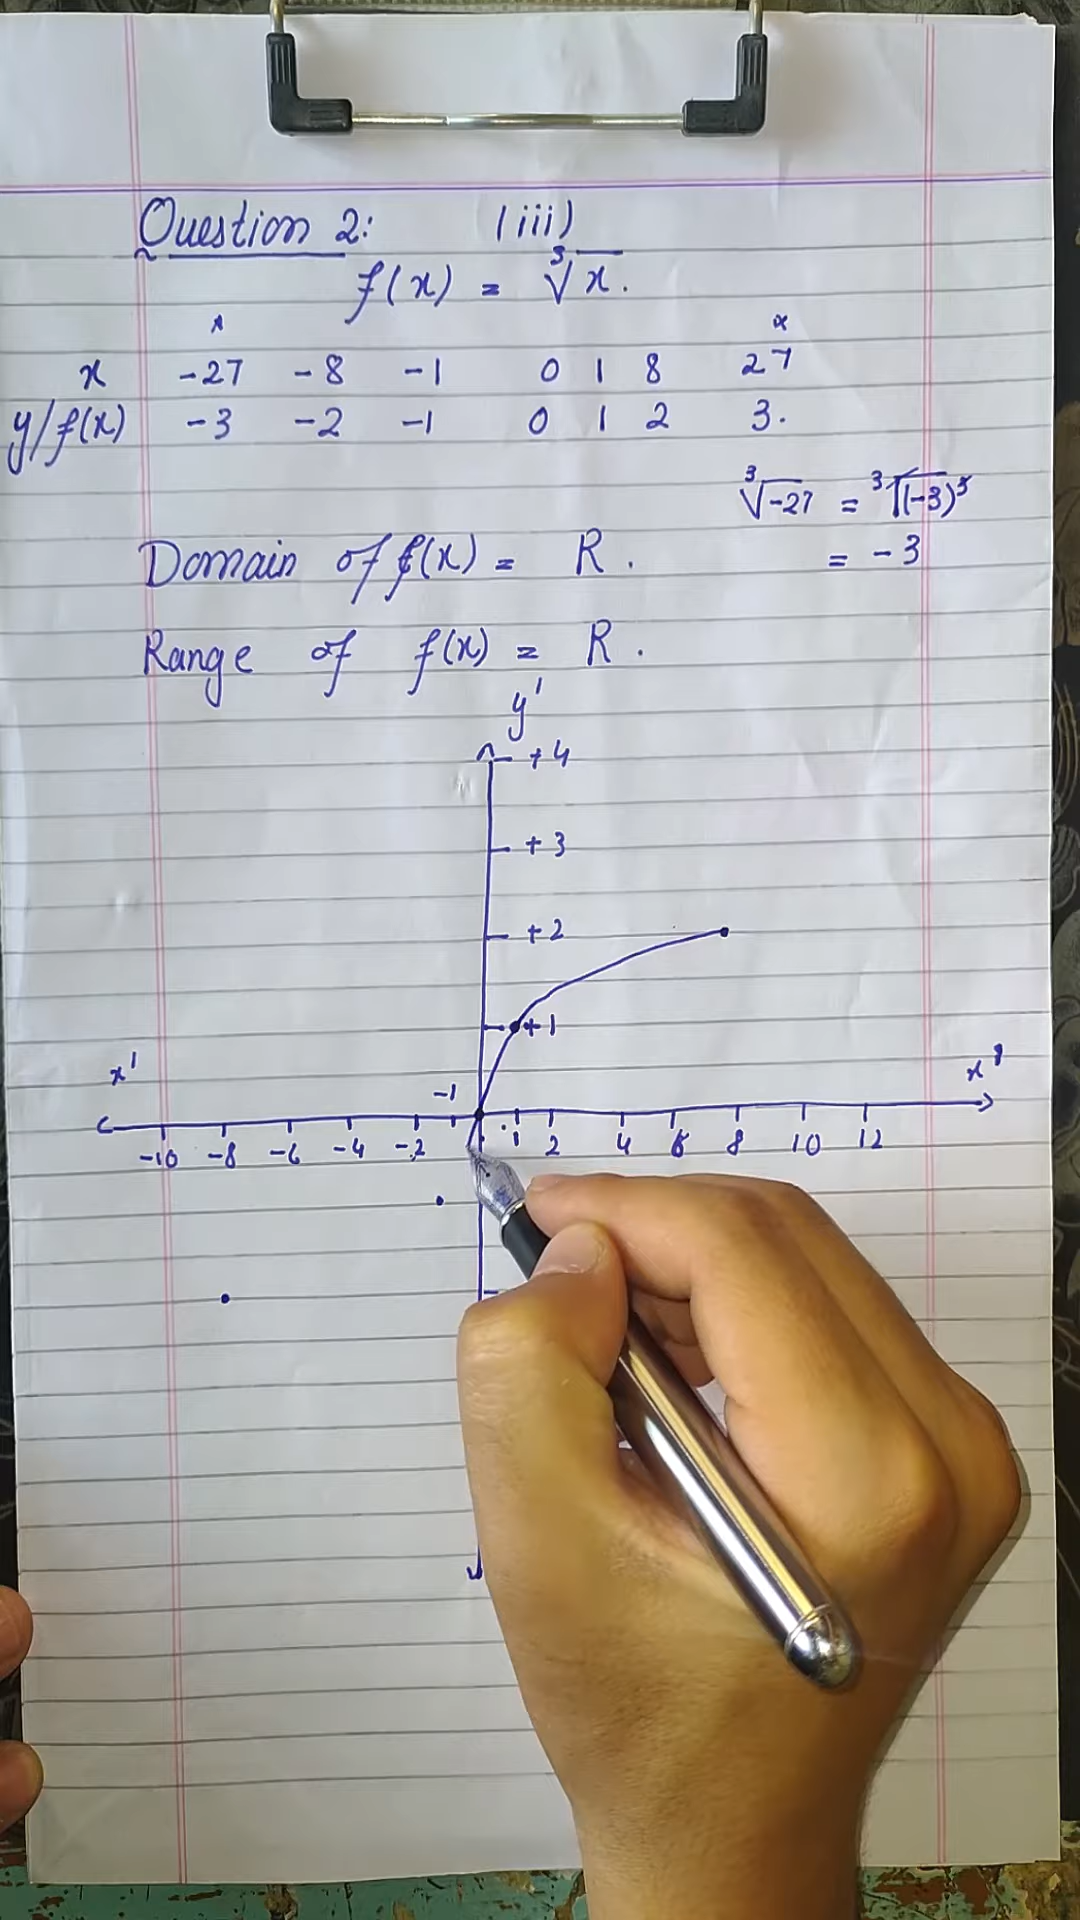 Question 2: (iii)
f(x) = ∛x.
x x
x -27 -8 -1 0 1 8 27
y/f(x) -3 -2 -1 0 1 2 3.
∛-27 = ∛(-3)³
Domain of f(x) = R. = -3
Range of f(x) = R.
y'
+4
+3
+2
+1
x' -1 x'
-10 -8 -6 -4 -2 1 2 4 6 8 10 12